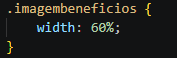 .imagembeneficios {
    width: 60%;
}